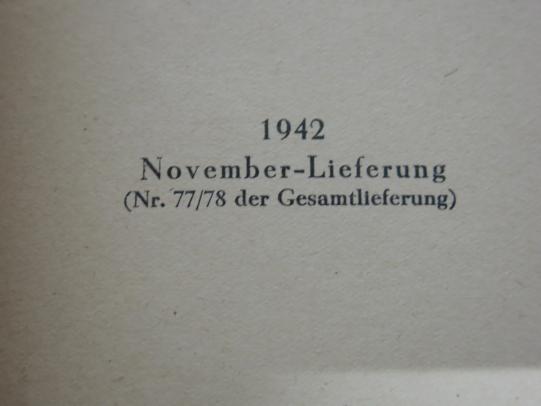 1942
November-Lieferung
(Nr. 77/78 der Gesamtlieferung)